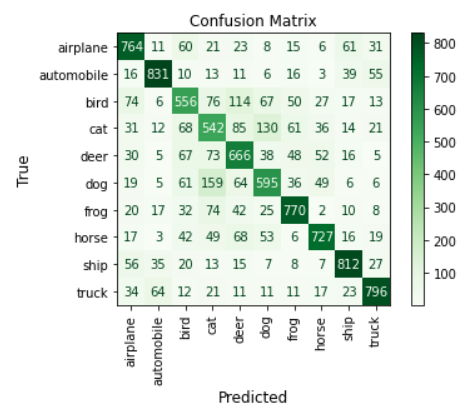 Confusion Matrix
True
airplane 764 11 60 21 23 8 15 6 61 31
automobile 16 831 10 13 11 6 16 3 39 55
bird 74 6 556 76 114 67 50 27 17 13
cat 31 12 68 542 85 130 61 36 14 21
deer 30 5 67 73 666 38 48 52 16 5
dog 19 5 61 159 64 595 36 49 6 6
frog 20 17 32 74 42 25 770 2 10 8
horse 17 3 42 49 68 53 6 727 16 19
ship 56 35 20 13 15 7 8 7 812 27
truck 34 64 12 21 11 11 11 17 23 796
airplane automobile bird cat deer dog frog horse ship truck
Predicted
800
700
600
500
400
300
200
100